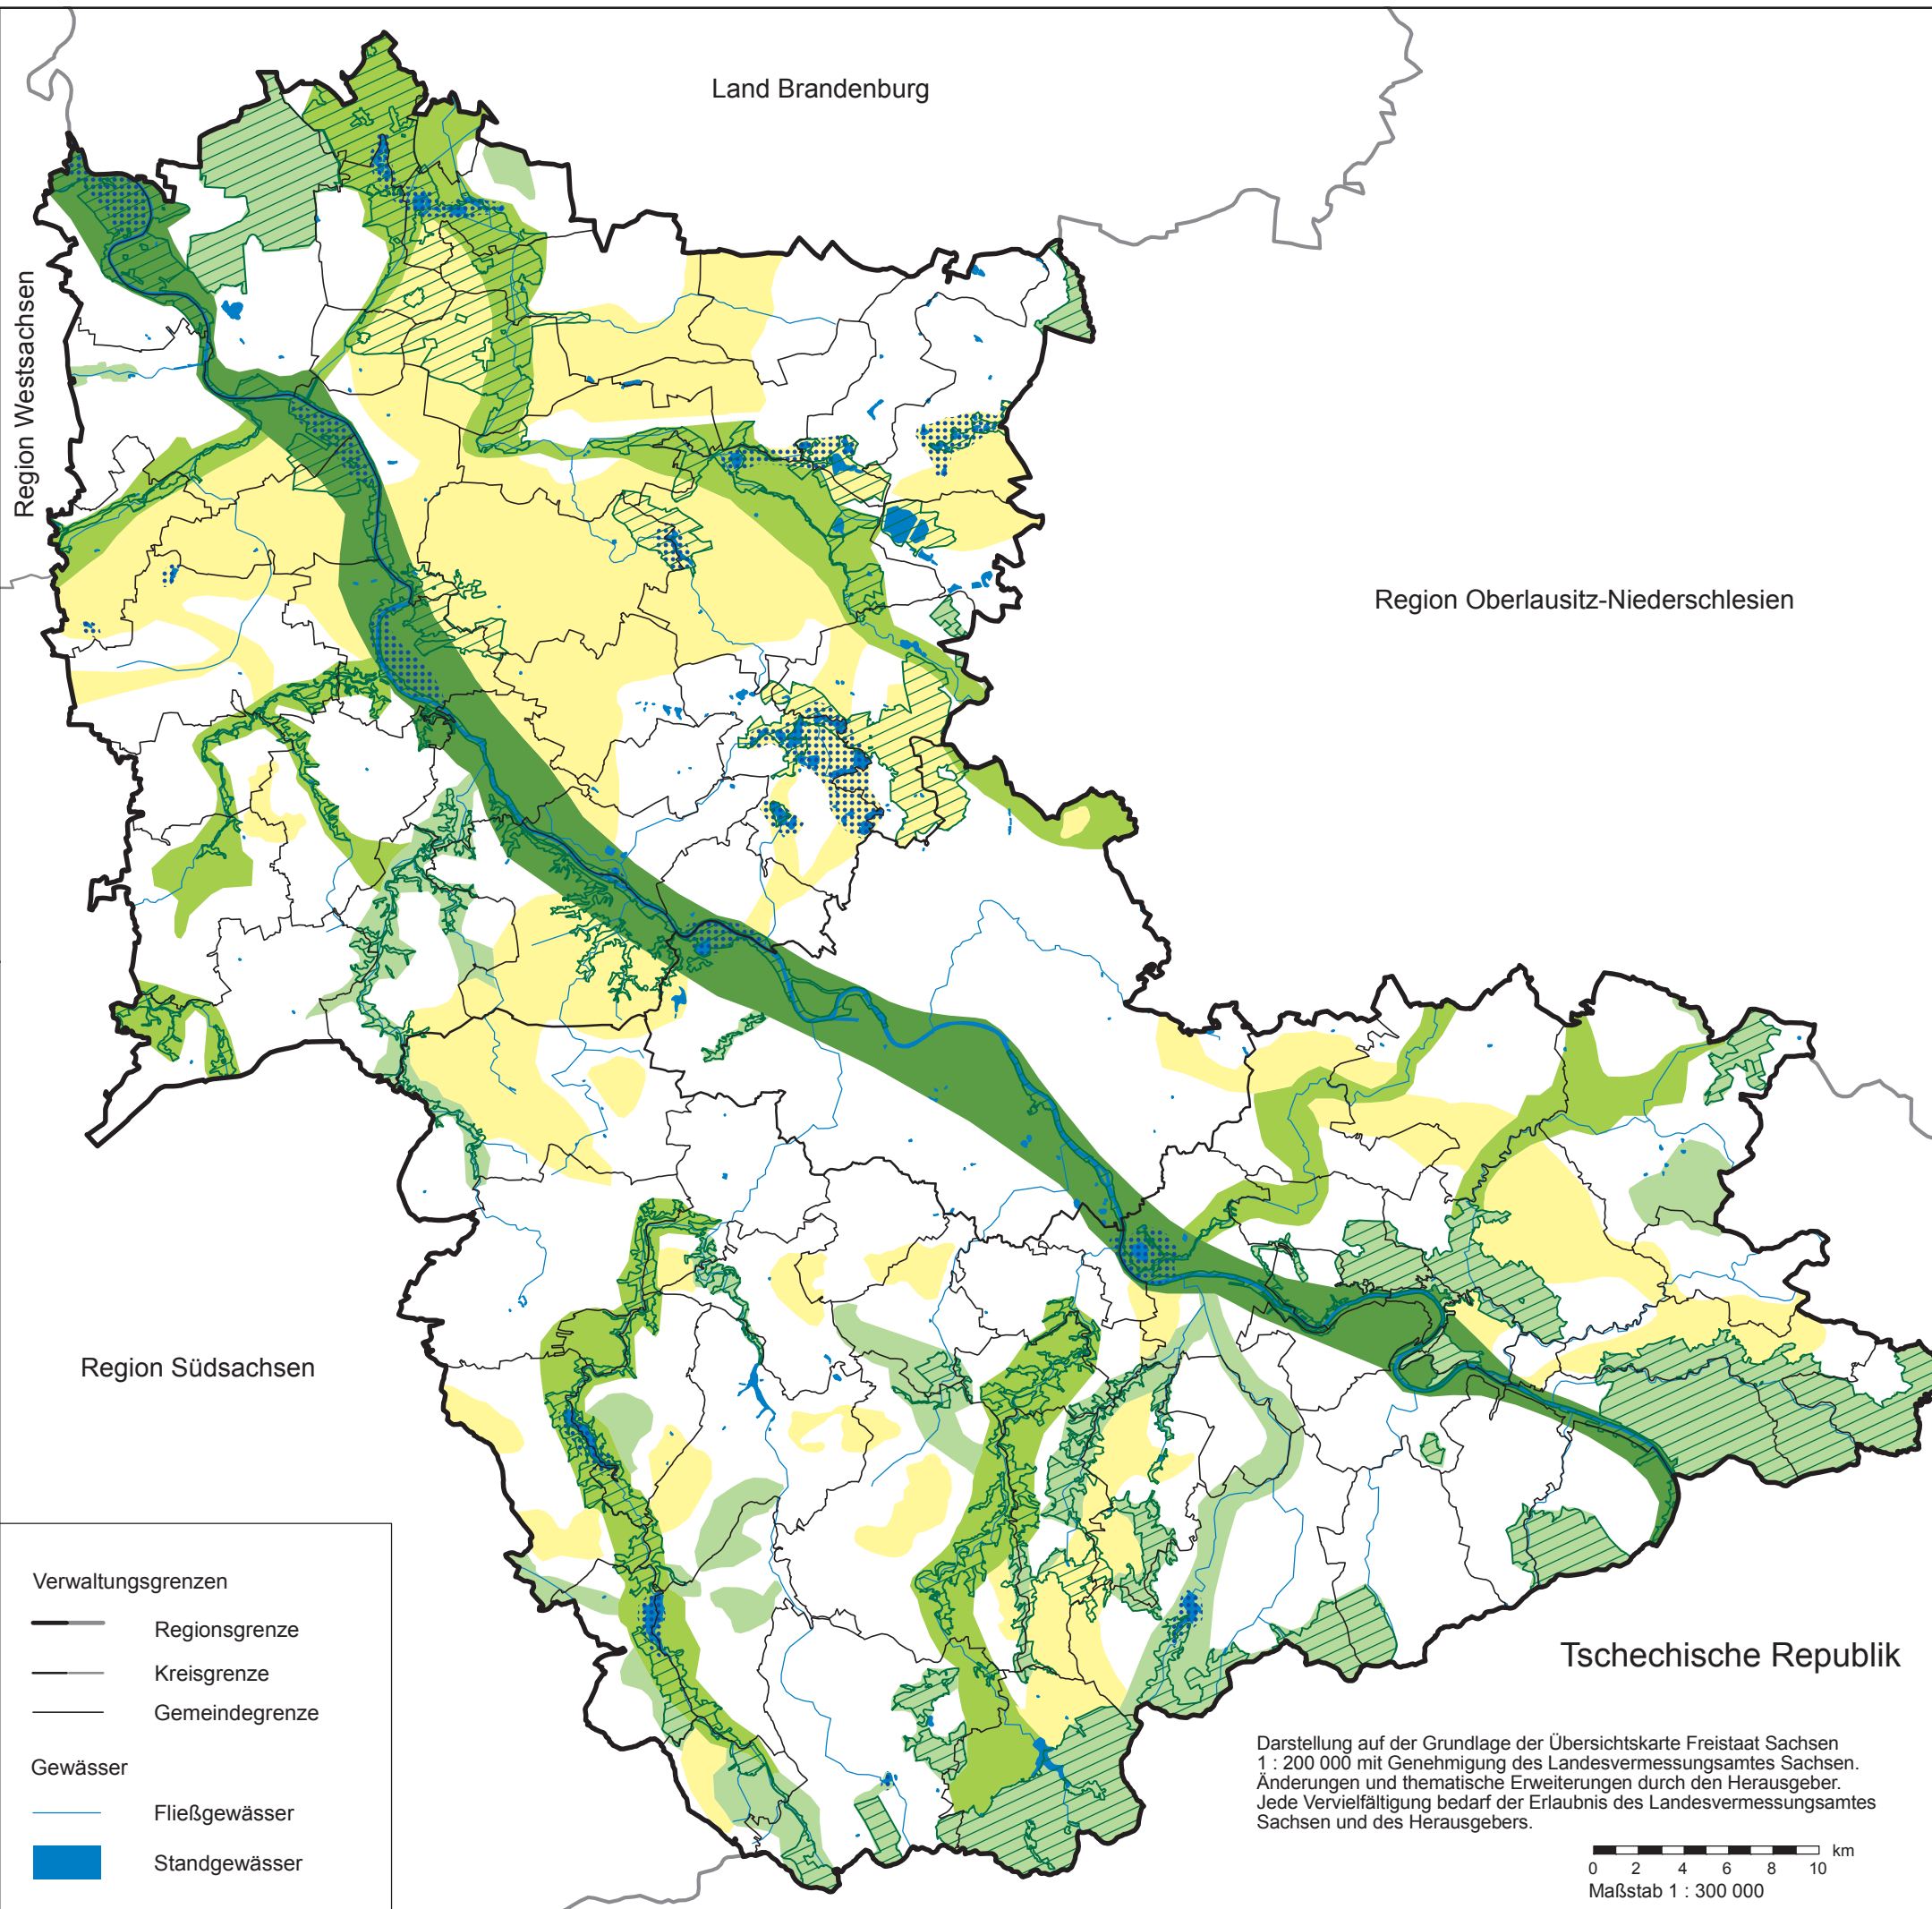 Land Brandenburg
Region Westsachsen
Region Oberlausitz-Niederschlesien
Region Südsachsen
Tschechische Republik
Verwaltungsgrenzen
Regionsgrenze
Kreisgrenze
Gemeindegrenze
Gewässer
Fließgewässer
Standgewässer
Darstellung auf der Grundlage der Übersichtskarte Freistaat Sachsen
1 : 200 000 mit Genehmigung des Landesvermessungsamtes Sachsen.
Änderungen und thematische Erweiterungen durch den Herausgeber.
Jede Vervielfältigung bedarf der Erlaubnis des Landesvermessungsamtes
Sachsen und des Herausgebers.
km
0 2 4 6 8 10
Maßstab 1 : 300 000